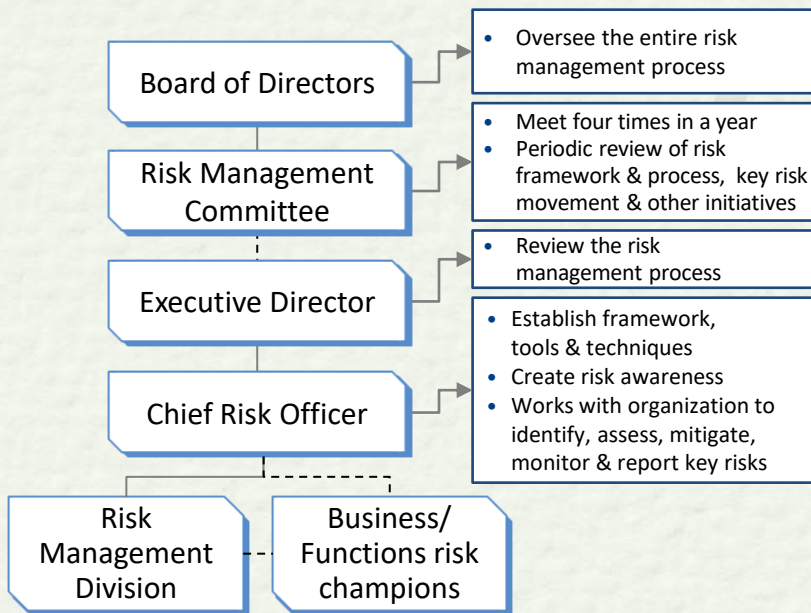 Board of Directors
• Oversee the entire risk
management process
Risk Management
Committee
• Meet four times in a year
• Periodic review of risk
framework & process, key risk
movement & other initiatives
Executive Director
• Review the risk
management process
Chief Risk Officer
• Establish framework,
tools & techniques
• Create risk awareness
• Works with organization to
identify, assess, mitigate,
monitor & report key risks
Risk
Management
Division
Business/
Functions risk
champions